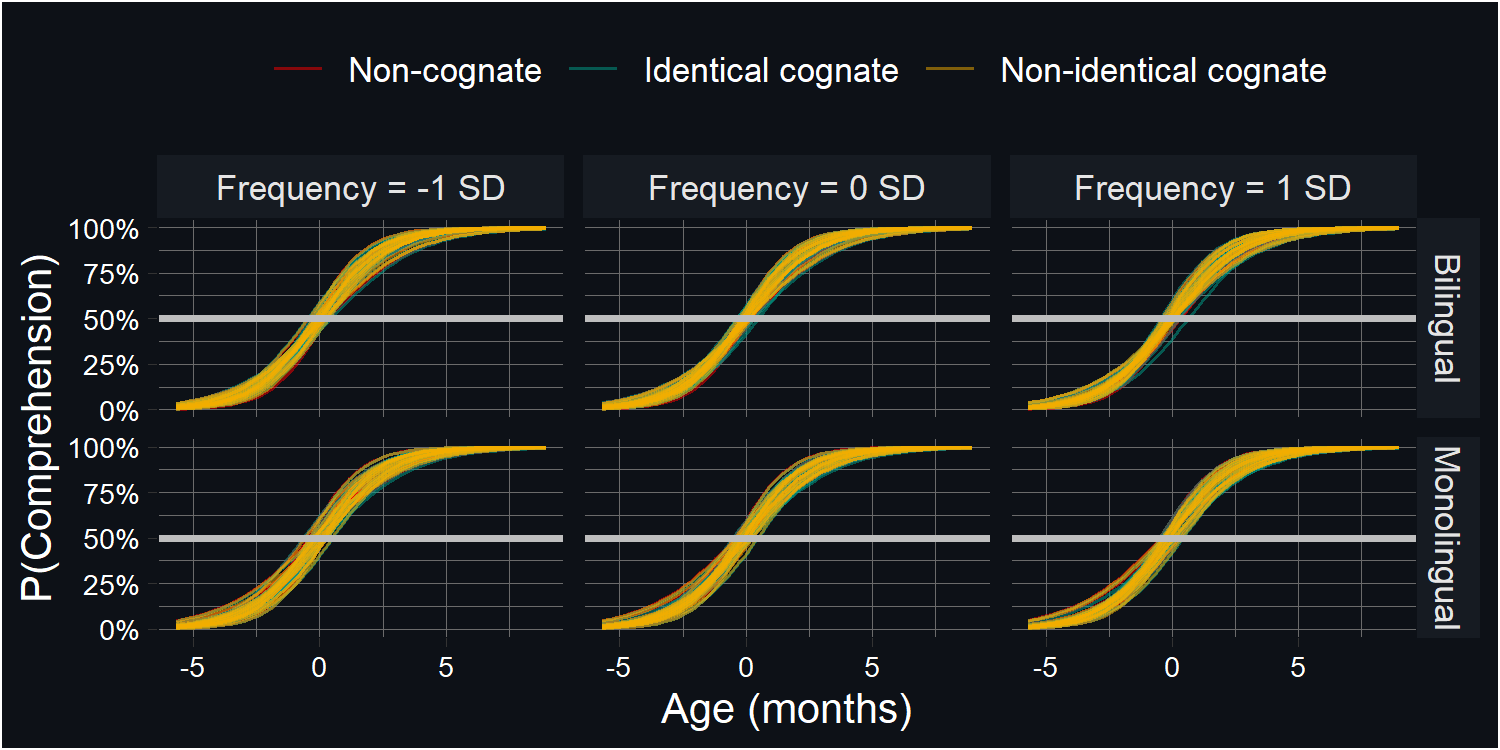 Non-cognate Identical cognate Non-identical cognate
Frequency = -1 SD Frequency = 0 SD Frequency = 1 SD
P(Comprehension)
100%
75%
50%
25%
0%
Bilingual
100%
75%
50%
25%
0%
Monolingual
-5 0 5 -5 0 5 -5 0 5
Age (months)